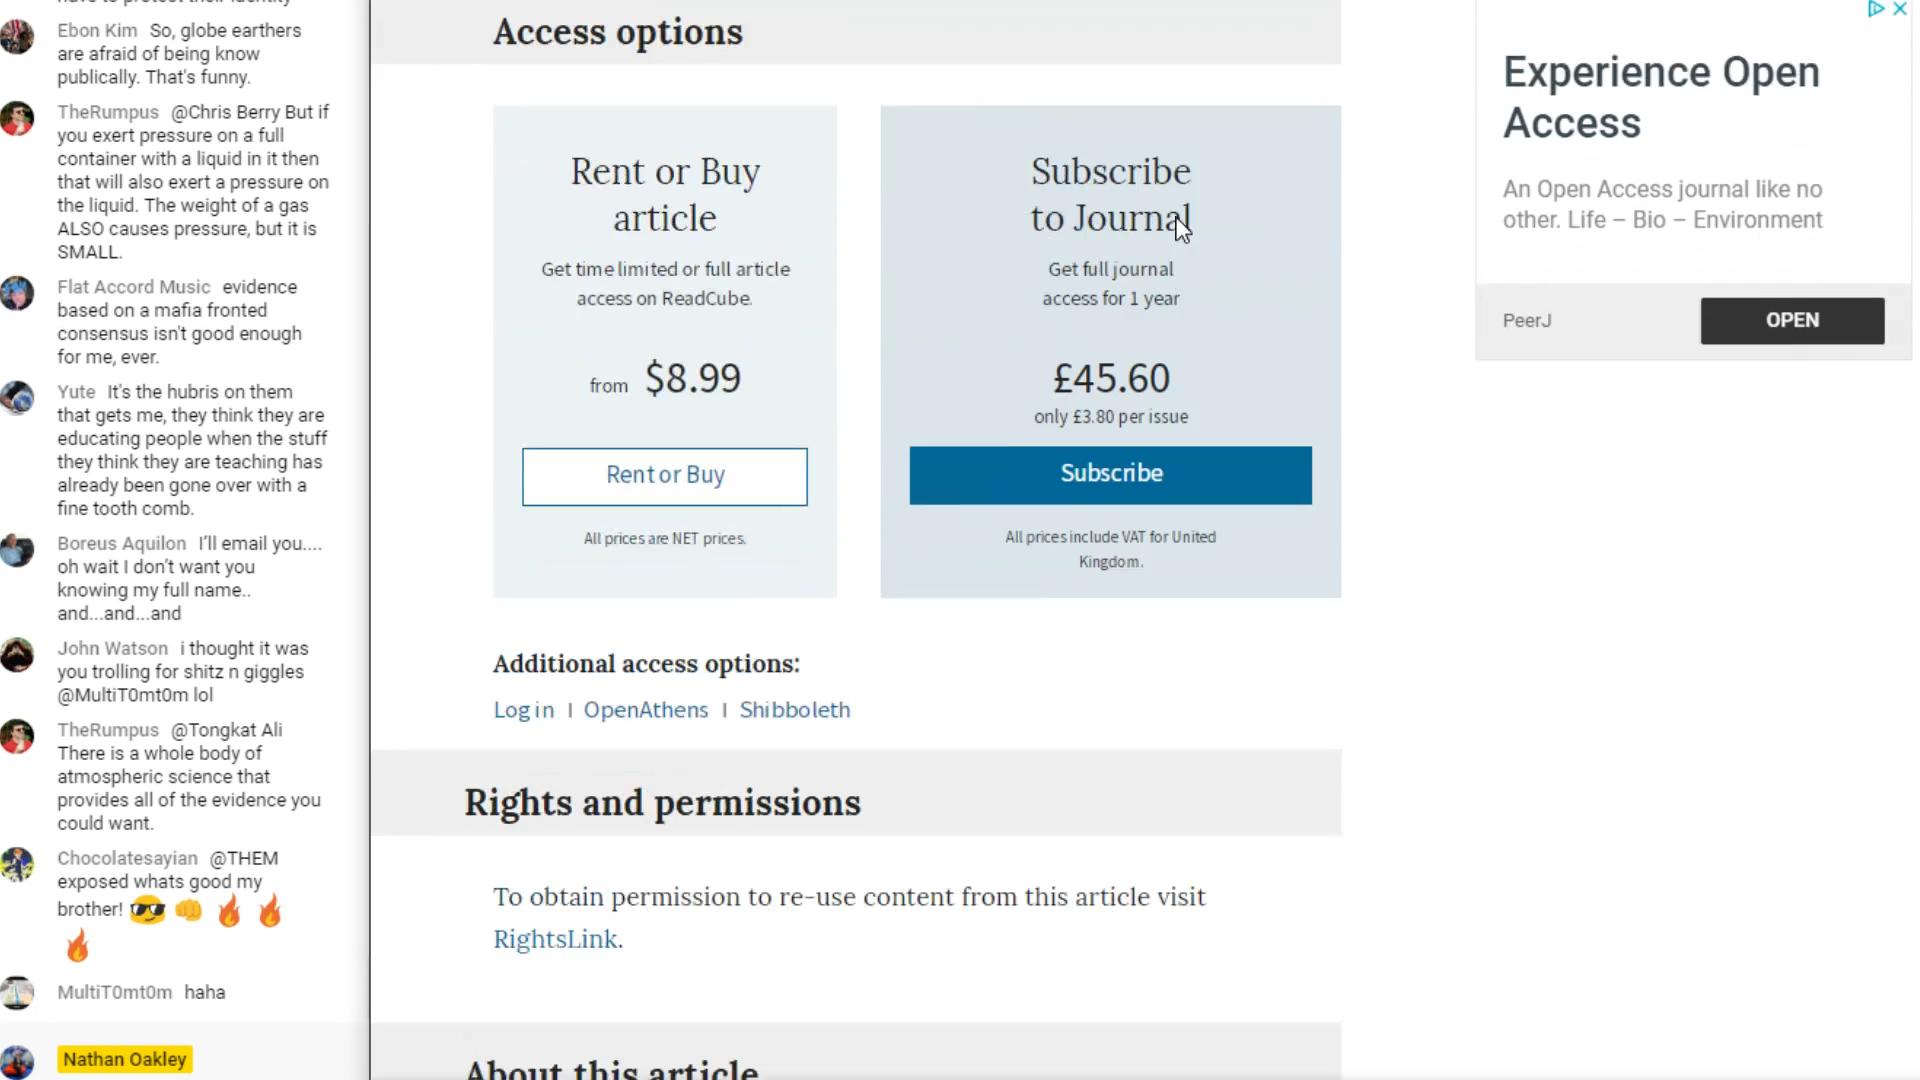 Ebon Kim So, globe earthers
are afraid of being know
publically. That's funny.
TheRumpus @Chris Berry But if
you exert pressure on a full
container with a liquid in it then
that will also exert a pressure on
the liquid. The weight of a gas
ALSO causes pressure, but it is
SMALL.
Flat Accord Music evidence
based on a mafia fronted
consensus isn't good enough
for me, ever.
Yute It's the hubris on them
that gets me, they think they are
educating people when the stuff
they think they are teaching has
already been gone over with a
fine tooth comb.
Boreus Aquilon I'll email you....
oh wait I don't want you
knowing my full name..
and...and...and
John Watson i thought it was
you trolling for shitz n giggles
@MultiT0mt0m lol
TheRumpus @Tongkat Ali
There is a whole body of
atmospheric science that
provides all of the evidence you
could want.
Chocolatesayian @THEM
exposed whats good my
brother! 😎 👊 🔥 🔥
🔥
MultiT0mt0m haha
Nathan Oakley
Access options
Rent or Buy
article
Get time limited or full article
access on ReadCube.
from $8.99
Rent or Buy
All prices are NET prices.
Subscribe
to Journal
Get full journal
access for 1 year
£45.60
only £3.80 per issue
Subscribe
All prices include VAT for United
Kingdom.
Additional access options:
Log in | OpenAthens | Shibboleth
Rights and permissions
To obtain permission to re-use content from this article visit
RightsLink.
About this article
Experience Open
Access
An Open Access journal like no
other. Life – Bio – Environment
PeerJ
OPEN